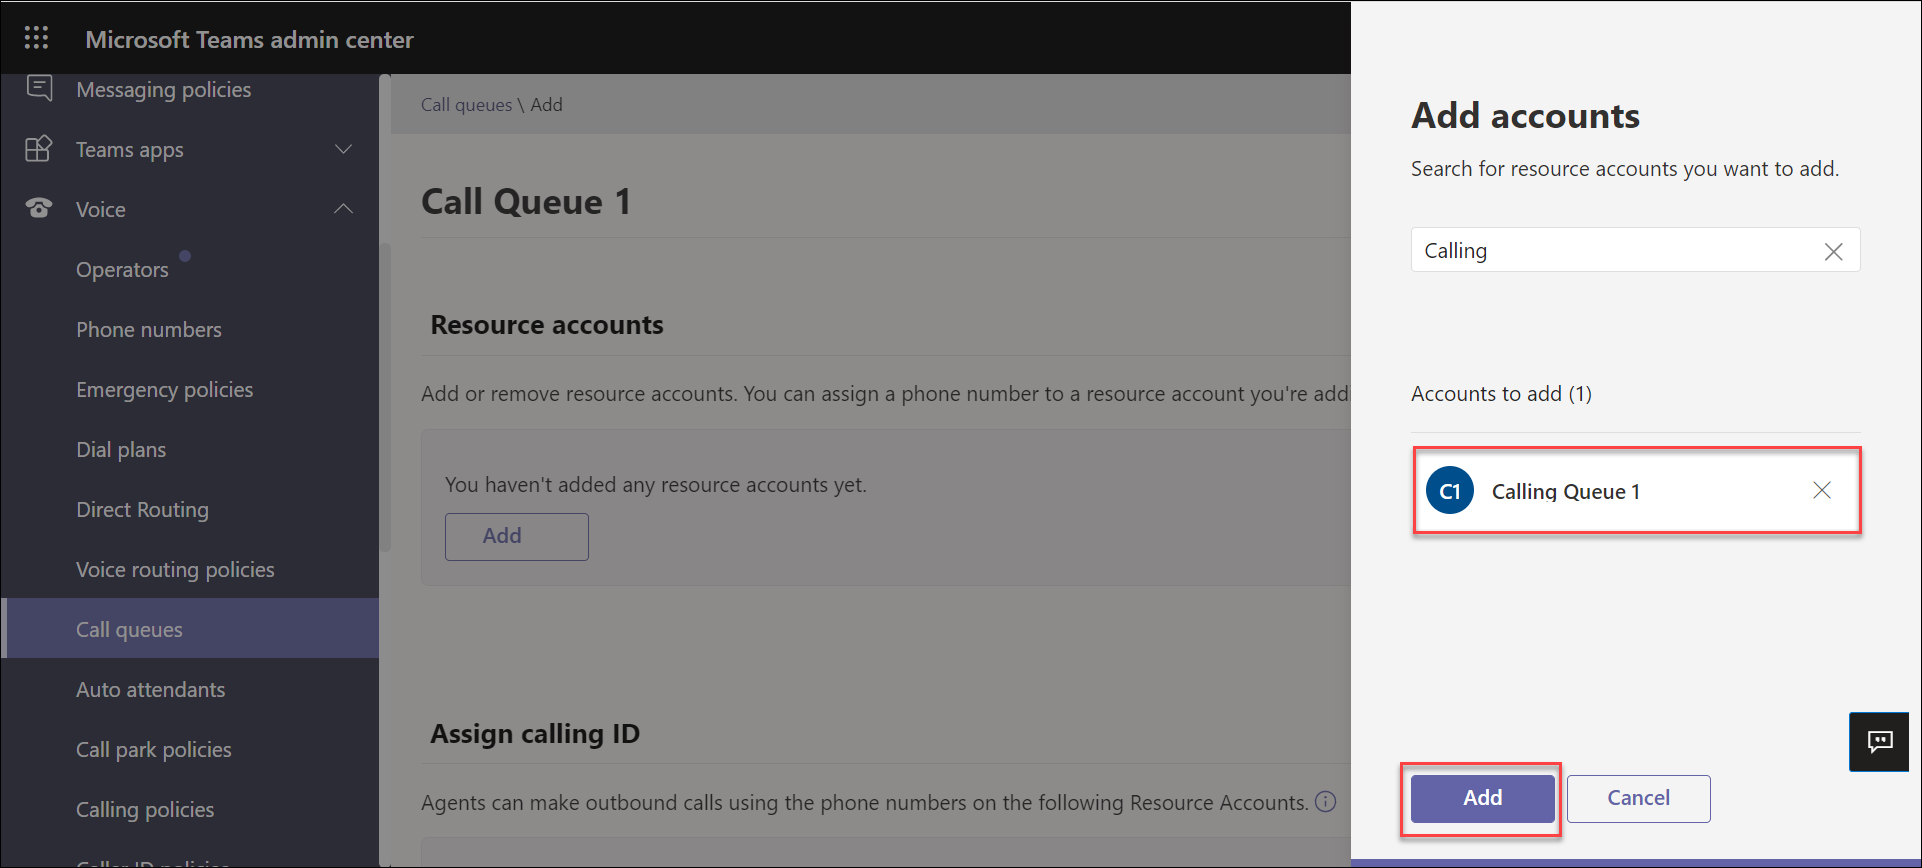 Microsoft Teams admin center
Messaging policies
Teams apps
Voice
Operators
Phone numbers
Emergency policies
Dial plans
Direct Routing
Voice routing policies
Call queues
Auto attendants
Call park policies
Calling policies
Caller ID policies
Call queues \ Add
Call Queue 1
Resource accounts
Add or remove resource accounts. You can assign a phone number to a resource account you're addi
You haven't added any resource accounts yet.
Add
Assign calling ID
Agents can make outbound calls using the phone numbers on the following Resource Accounts.
Add accounts
Search for resource accounts you want to add.
Calling
Accounts to add (1)
C1 Calling Queue 1
Add Cancel